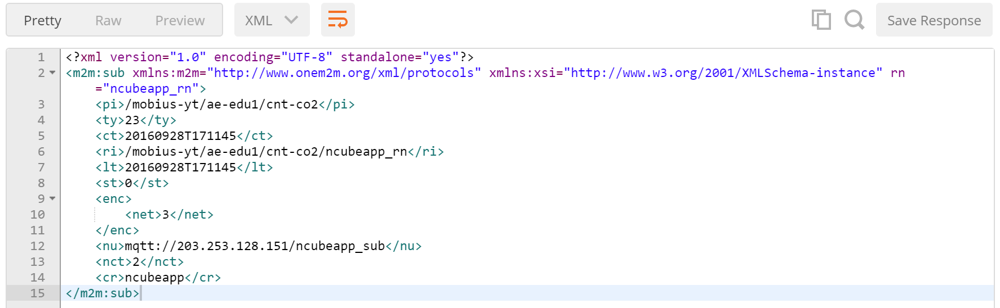 Pretty Raw Preview XML Save Response
1 <?xml version="1.0" encoding="UTF-8" standalone="yes"?>
2 <m2m:sub xmlns:m2m="http://www.onem2m.org/xml/protocols" xmlns:xsi="http://www.w3.org/2001/XMLSchema-instance" rn
="ncubeapp_rn">
3 <pi>/mobius-yt/ae-edu1/cnt-co2</pi>
4 <ty>23</ty>
5 <ct>20160928T171145</ct>
6 <ri>/mobius-yt/ae-edu1/cnt-co2/ncubeapp_rn</ri>
7 <lt>20160928T171145</lt>
8 <st>0</st>
9 <enc>
10 <net>3</net>
11 </enc>
12 <nu>mqtt://203.253.128.151/ncubeapp_sub</nu>
13 <nct>2</nct>
14 <cr>ncubeapp</cr>
15 </m2m:sub>